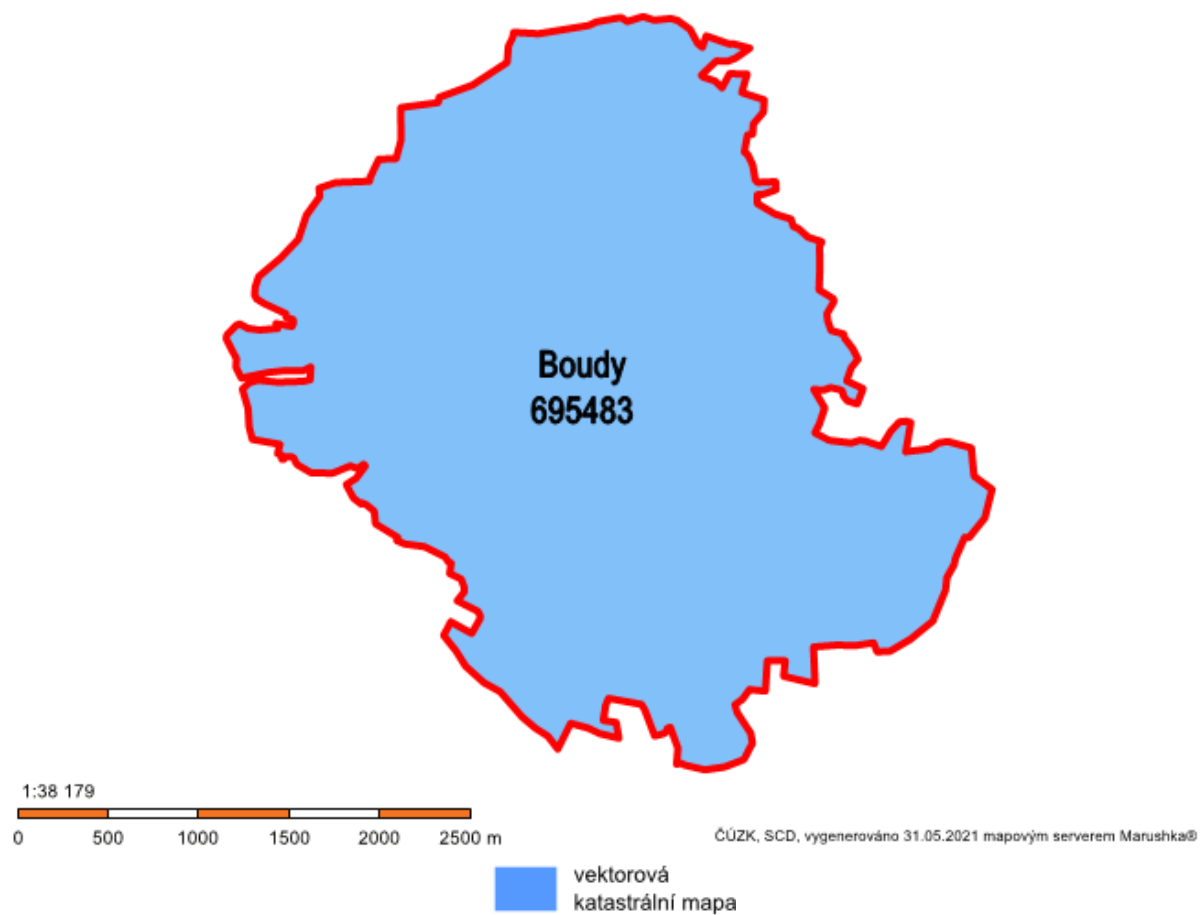 Boudy
695483
1:38 179
0 500 1000 1500 2000 2500 m
ČÚZK, SCD, vygenerováno 31.05.2021 mapovým serverem Marushka®
vektorová
katastrální mapa